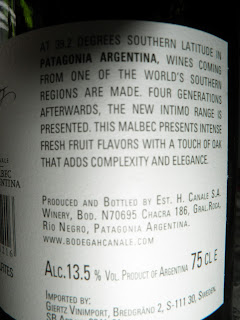 AT 39.2 DEGREES SOUTHERN LATITUDE IN
PATAGONIA ARGENTINA, WINES COMING
FROM ONE OF THE WORLD'S SOUTHERN
REGIONS ARE MADE. FOUR GENERATIONS
AFTERWARDS, THE NEW INTIMO RANGE IS
PRESENTED. THIS MALBEC PRESENTS INTENSE
FRESH FRUIT FLAVORS WITH A TOUCH OF OAK
THAT ADDS COMPLEXITY AND ELEGANCE.
PRODUCED AND BOTTLED BY EST. H. CANALE S.A.
WINERY, BOD. N70695 CHACRA 186, GRAL.ROCA,
RIO NEGRO, PATAGONIA ARGENTINA.
WWW.BODEGAHCANALE.COM
ALC.13.5 % VOL. PRODUCT OF ARGENTINA 75 CL E
IMPORTED BY:
GIERTZ VINIMPORT, BREDGRÄND 2, S-111 30, SWEDEN.